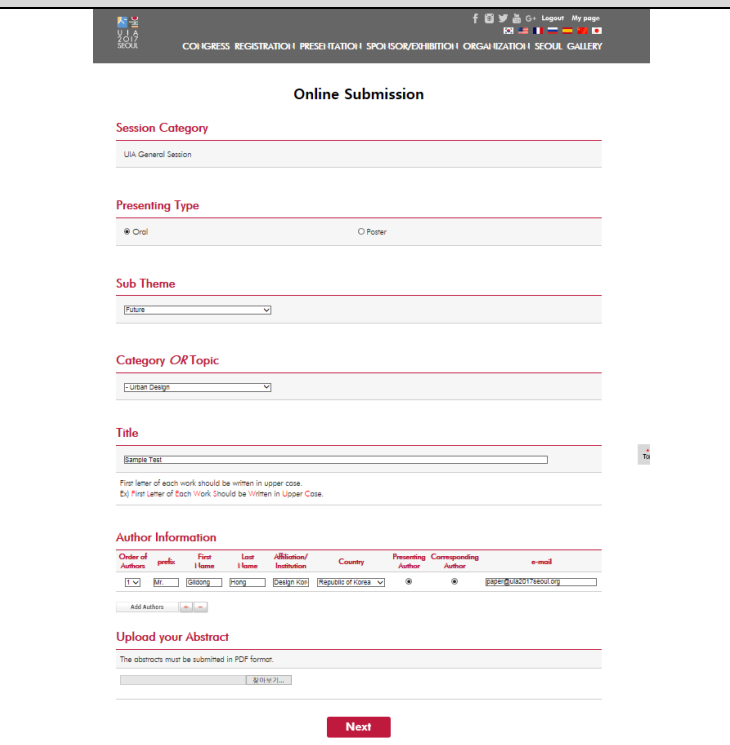 f G+ Logout My page
UIA
2017
SEOUL
CONGRESS REGISTRATION PRESENTATION SPONSOR/EXHIBITION ORGANIZATION SEOUL GALLERY
Online Submission
Session Category
UIA General Session
Presenting Type
Oral Poster
Sub Theme
Future
Category OR Topic
- Urban Design
Title
Sample Test
First letter of each work should be written in upper case.
Ex) First Letter of Each Work Should be Written in Upper Case.
Author Information
Order of Authors prefix First Name Last Name Affiliation/ Institution Country Presenting Author Corresponding Author e-mail
1 Mr. Gildong Hong Design Kor Republic of Korea paper@uia2017seoul.org
Add Authors + -
Upload your Abstract
The abstracts must be submitted in PDF format.
찾아보기...
Next